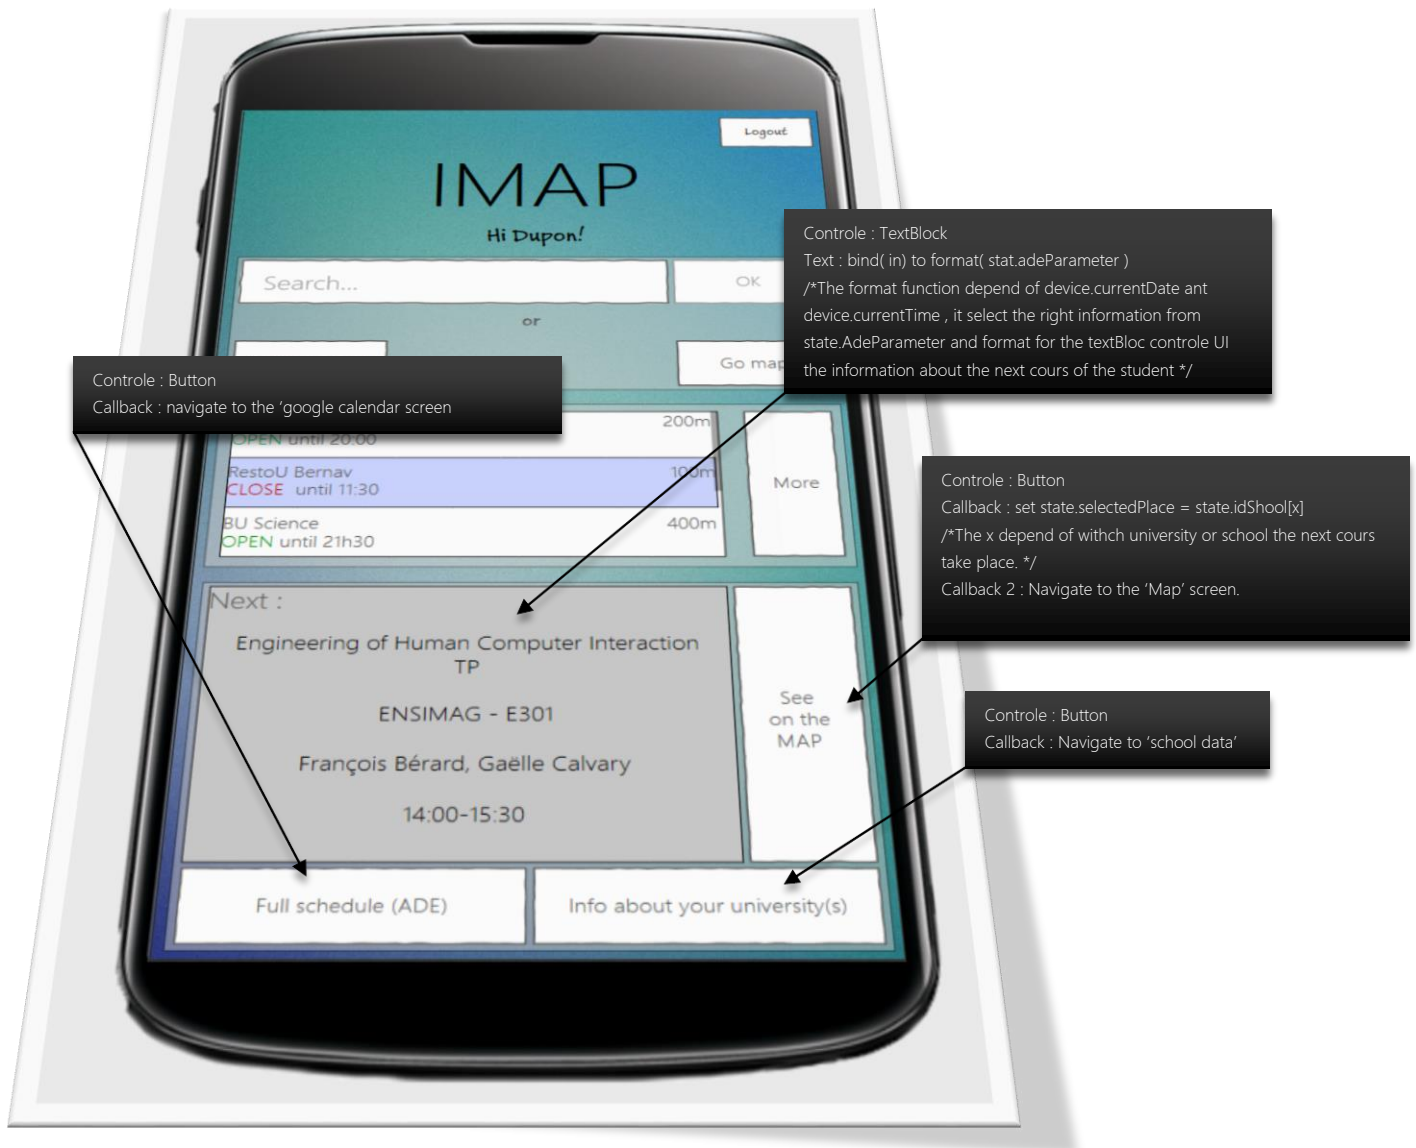 Logout
IMAP
Hi Dupon!
Search...
OK
or
Go map
Controle : TextBlock
Text : bind( in) to format( stat.adeParameter )
/*The format function depend of device.currentDate ant
device.currentTime , it select the right information from
state.AdeParameter and format for the textBloc controle UI
the information about the next cours of the student */
Controle : Button
Callback : navigate to the ‘google calendar screen
200m
OPEN until 20:00
RestoU Bernav
100m
CLOSE until 11:30
BU Science
400m
OPEN until 21h30
More
Controle : Button
Callback : set state.selectedPlace = state.idShool[x]
/*The x depend of withch university or school the next cours
take place. */
Callback 2 : Navigate to the ‘Map’ screen.
Next :
Engineering of Human Computer Interaction
TP
ENSIMAG - E301
François Bérard, Gaëlle Calvary
14:00-15:30
See
on the
MAP
Controle : Button
Callback : Navigate to ‘school data’
Full schedule (ADE)
Info about your university(s)